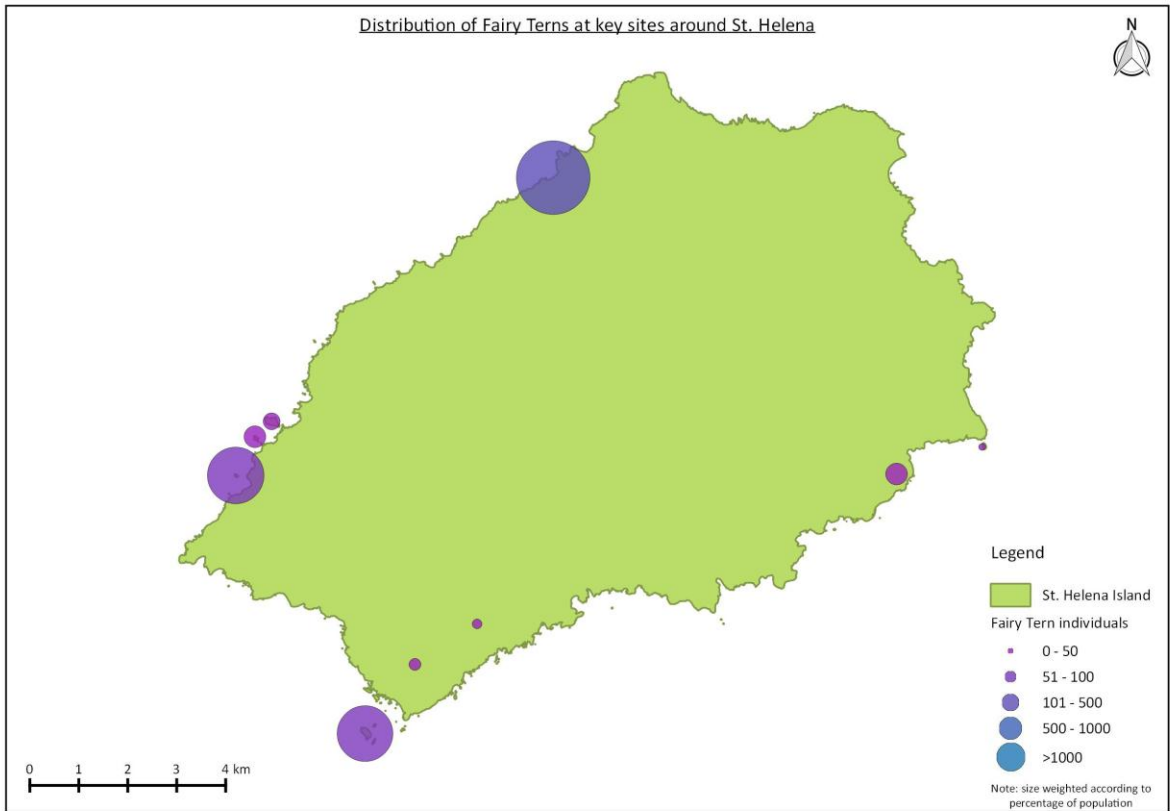 Distribution of Fairy Terns at key sites around St. Helena
N
Legend
St. Helena Island
Fairy Tern individuals
0 - 50
51 - 100
101 - 500
500 - 1000
>1000
Note: size weighted according to
percentage of population
0 1 2 3 4 km